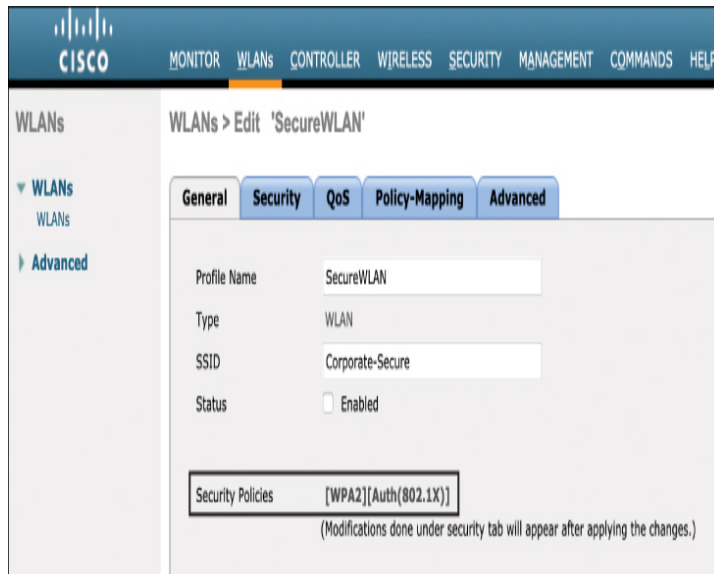 CISCO
MONITOR WLANs CONTROLLER WIRELESS SECURITY MANAGEMENT COMMANDS HELP
WLANs
WLANs > Edit 'SecureWLAN'
WLANs
WLANs
Advanced
General Security QoS Policy-Mapping Advanced
Profile Name SecureWLAN
Type WLAN
SSID Corporate-Secure
Status Enabled
Security Policies [WPA2][Auth(802.1X)]
(Modifications done under security tab will appear after applying the changes.)